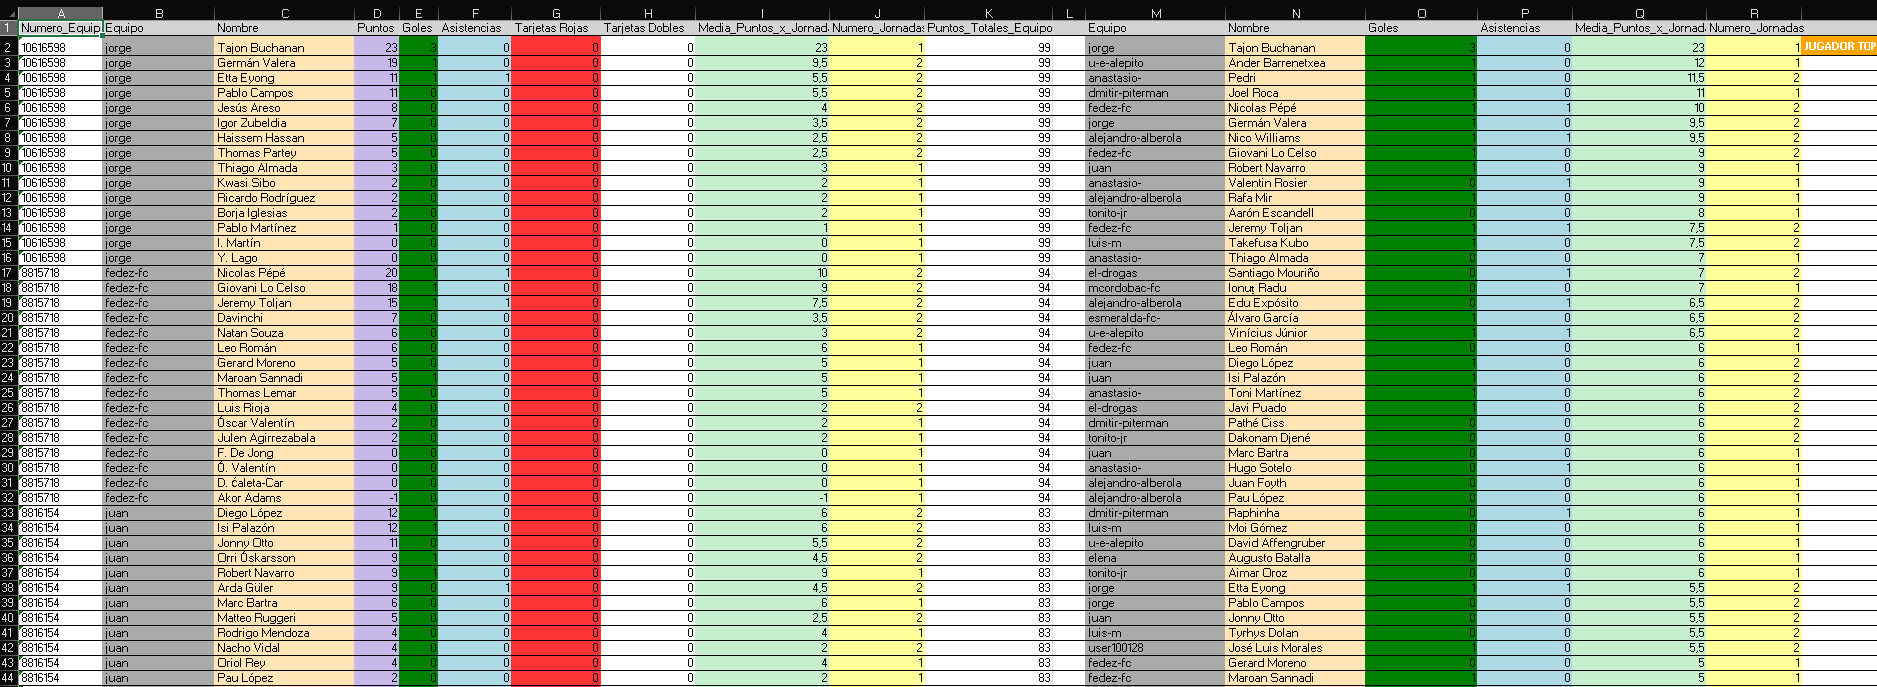 A B C D E F G H I J K L M N O P Q R
1 Numero_Equip Equipo Nombre Puntos Goles Asistencias Tarjetas Rojas Tarjetas Dobles Media_Puntos_x_Jornad Numero_Jornadas Puntos_Totales_Equipo Equipo Nombre Goles Asistencias Media_Puntos_x_Jornad Numero_Jornadas
2 10616598 jorge Tajon Buchanan 23 3 0 0 0 23 1 99 jorge Tajon Buchanan 3 0 23 1 JUGADOR TOP
3 10616598 jorge Germán Valera 19 1 0 0 0 9,5 2 99 u-e-alepito Ander Barrenetxea 1 0 12 1
4 10616598 jorge Etta Eyong 11 1 1 0 0 5,5 2 99 anastasio- Pedri 1 0 11,5 2
5 10616598 jorge Pablo Campos 11 0 0 0 0 5,5 2 99 dmitir-piterman Joel Roca 1 0 11 1
6 10616598 jorge Jesús Areso 8 0 0 0 0 4 2 99 fedez-fc Nicolas Pépé 1 1 10 2
7 10616598 jorge Igor Zubeldia 7 0 0 0 0 3,5 2 99 jorge Germán Valera 1 0 9,5 2
8 10616598 jorge Haissem Hassan 5 0 0 0 0 2,5 2 99 alejandro-alberola Nico Williams 1 1 9,5 2
9 10616598 jorge Thomas Partey 5 0 0 0 0 2,5 2 99 fedez-fc Giovani Lo Celso 1 0 9 2
10 10616598 jorge Thiago Almada 3 0 0 0 0 3 1 99 juan Robert Navarro 1 0 9 1
11 10616598 jorge Kwasi Sibo 2 0 0 0 0 2 1 99 anastasio- Valentin Rosier 0 1 9 1
12 10616598 jorge Ricardo Rodríguez 2 0 0 0 0 2 1 99 alejandro-alberola Rafa Mir 1 0 9 1
13 10616598 jorge Borja Iglesias 2 0 0 0 0 2 1 99 tonito-jr Aarón Escandell 0 0 8 1
14 10616598 jorge Pablo Martínez 1 0 0 0 0 1 1 99 fedez-fc Jeremy Toljan 1 1 7,5 2
15 10616598 jorge I. Martín 0 0 0 0 0 0 1 99 luis-m Takefusa Kubo 1 0 7,5 2
16 10616598 jorge Y. Lago 0 0 0 0 0 0 1 99 anastasio- Thiago Almada 0 0 7 1
17 8815718 fedez-fc Nicolas Pépé 20 1 1 0 0 10 2 94 el-drogas Santiago Mouriño 0 1 7 2
18 8815718 fedez-fc Giovani Lo Celso 18 1 0 0 0 9 2 94 mcordobac-fc Ionuț Radu 0 0 7 1
19 8815718 fedez-fc Jeremy Toljan 15 1 1 0 0 7,5 2 94 alejandro-alberola Edu Expósito 0 1 6,5 2
20 8815718 fedez-fc Davinchi 7 0 0 0 0 3,5 2 94 esmeralda-fc- Álvaro García 0 0 6,5 2
21 8815718 fedez-fc Natan Souza 6 0 0 0 0 3 2 94 u-e-alepito Vinícius Júnior 1 1 6,5 2
22 8815718 fedez-fc Leo Román 6 0 0 0 0 6 1 94 fedez-fc Leo Román 0 0 6 1
23 8815718 fedez-fc Gerard Moreno 5 0 0 0 0 5 1 94 juan Diego López 1 0 6 2
24 8815718 fedez-fc Maroan Sannadi 5 1 0 0 0 5 1 94 juan Isi Palazón 1 0 6 2
25 8815718 fedez-fc Thomas Lemar 5 0 0 0 0 5 1 94 anastasio- Toni Martínez 1 0 6 2
26 8815718 fedez-fc Luis Rioja 4 0 0 0 0 2 2 94 el-drogas Javi Puado 1 0 6 2
27 8815718 fedez-fc Óscar Valentín 2 0 0 0 0 2 1 94 dmitir-piterman Pathé Ciss 0 0 6 2
28 8815718 fedez-fc Julen Agirrezabala 2 0 0 0 0 2 1 94 tonito-jr Dakonam Djené 0 0 6 2
29 8815718 fedez-fc F. De Jong 0 0 0 0 0 0 1 94 juan Marc Bartra 0 0 6 1
30 8815718 fedez-fc Ó. Valentín 0 0 0 0 0 0 1 94 anastasio- Hugo Sotelo 0 1 6 1
31 8815718 fedez-fc D. Ćaleta-Car 0 0 0 0 0 0 1 94 alejandro-alberola Juan Foyth 0 0 6 1
32 8815718 fedez-fc Akor Adams -1 0 0 0 0 -1 1 94 alejandro-alberola Pau López 0 0 6 1
33 8816154 juan Diego López 12 1 0 0 0 6 2 83 dmitir-piterman Raphinha 0 1 6 1
34 8816154 juan Isi Palazón 12 1 0 0 0 6 2 83 luis-m Moi Gómez 0 0 6 1
35 8816154 juan Jonny Otto 11 0 0 0 0 5,5 2 83 u-e-alepito David Affengruber 0 0 6 1
36 8816154 juan Orri Óskarsson 9 1 0 0 0 4,5 2 83 elena Augusto Batalla 0 0 6 1
37 8816154 juan Robert Navarro 9 1 0 0 0 9 1 83 tonito-jr Aimar Oroz 0 0 6 1
38 8816154 juan Arda Güler 9 0 1 0 0 4,5 2 83 jorge Etta Eyong 1 1 5,5 2
39 8816154 juan Marc Bartra 6 0 0 0 0 6 1 83 jorge Pablo Campos 0 0 5,5 2
40 8816154 juan Matteo Ruggeri 5 0 0 0 0 2,5 2 83 juan Jonny Otto 0 0 5,5 2
41 8816154 juan Rodrigo Mendoza 4 0 0 0 0 4 1 83 luis-m Tyrhys Dolan 0 0 5,5 2
42 8816154 juan Nacho Vidal 4 0 0 0 0 2 2 83 user100128 José Luis Morales 1 0 5,5 2
43 8816154 juan Oriol Rey 4 0 0 0 0 4 1 83 fedez-fc Gerard Moreno 0 0 5 1
44 8816154 juan Pau López 2 0 0 0 0 2 1 83 fedez-fc Maroan Sannadi 1 0 5 1